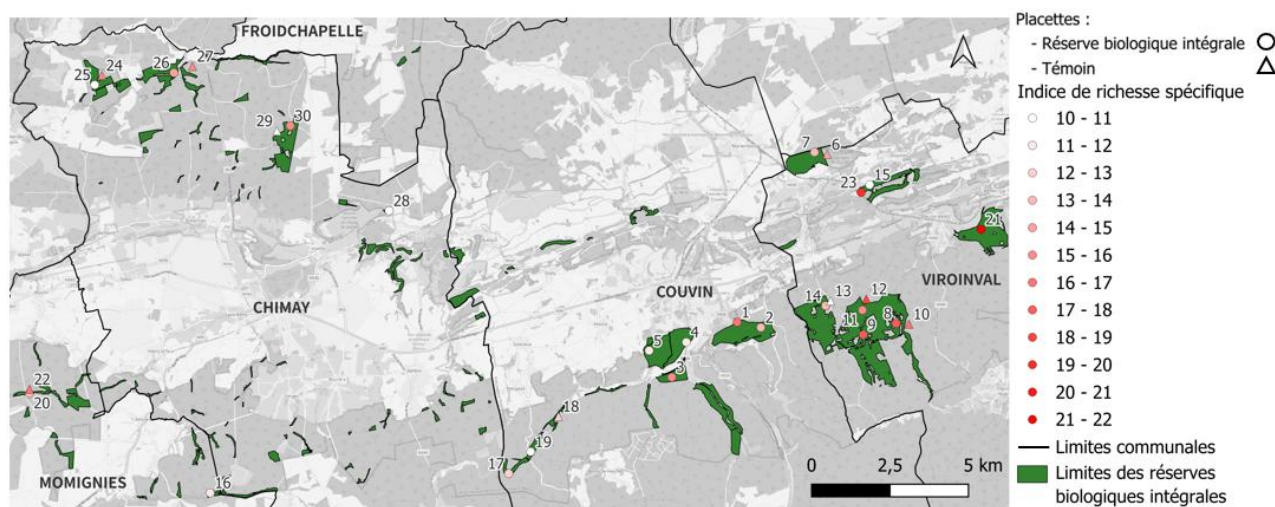 FROIDCHAPELLE
27
26
24
25
30
29
28
7
6
15
23
21
VIROINVAL
COUVIN
CHIMAY
14
13
12
11
8
9
10
1
2
4
5
3
22
20
18
19
17
MOMIGNIES
16
0 2,5 5 km
Placettes :
- Réserve biologique intégrale
- Témoin
Indice de richesse spécifique
10 - 11
11 - 12
12 - 13
13 - 14
14 - 15
15 - 16
16 - 17
17 - 18
18 - 19
19 - 20
20 - 21
21 - 22
Limites communales
Limites des réserves
biologiques intégrales